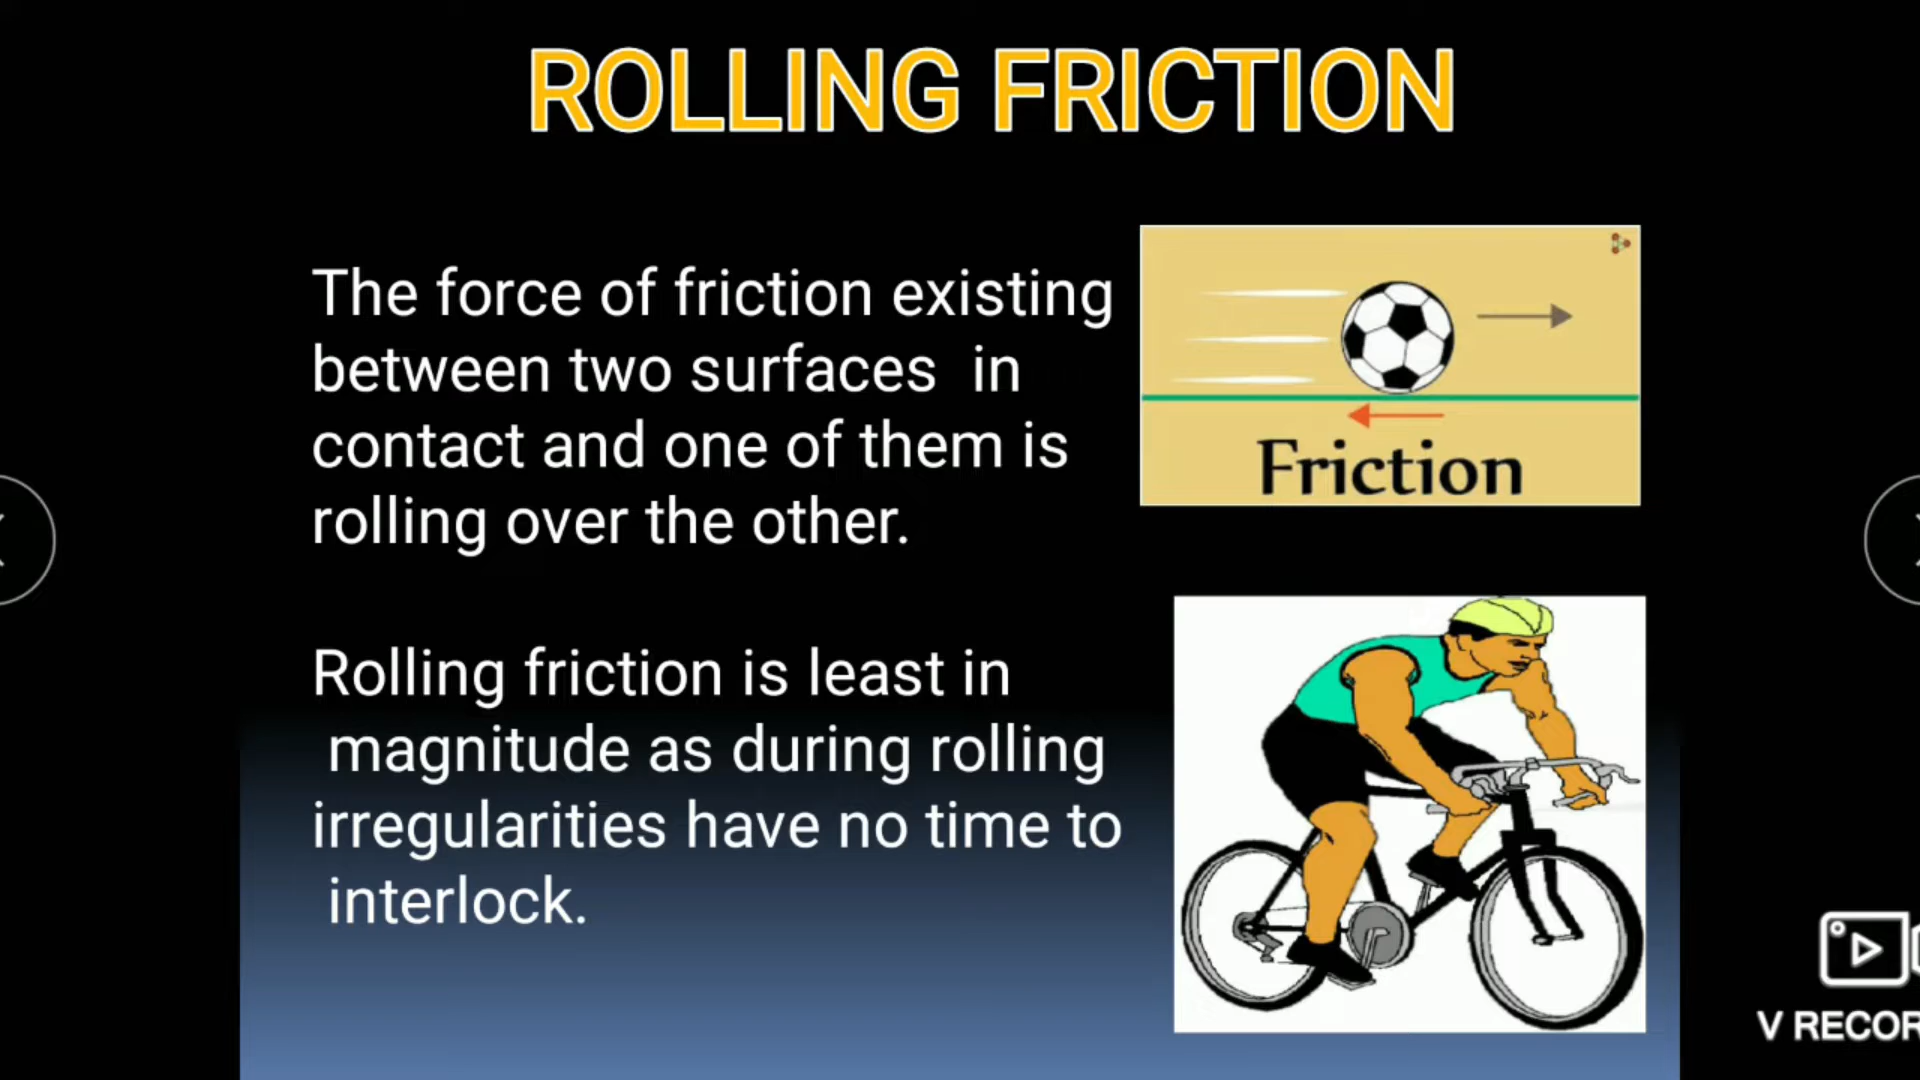 ROLLING FRICTION
The force of friction existing
between two surfaces in
contact and one of them is
rolling over the other.
Friction
Rolling friction is least in
magnitude as during rolling
irregularities have no time to
interlock.
V RECOR